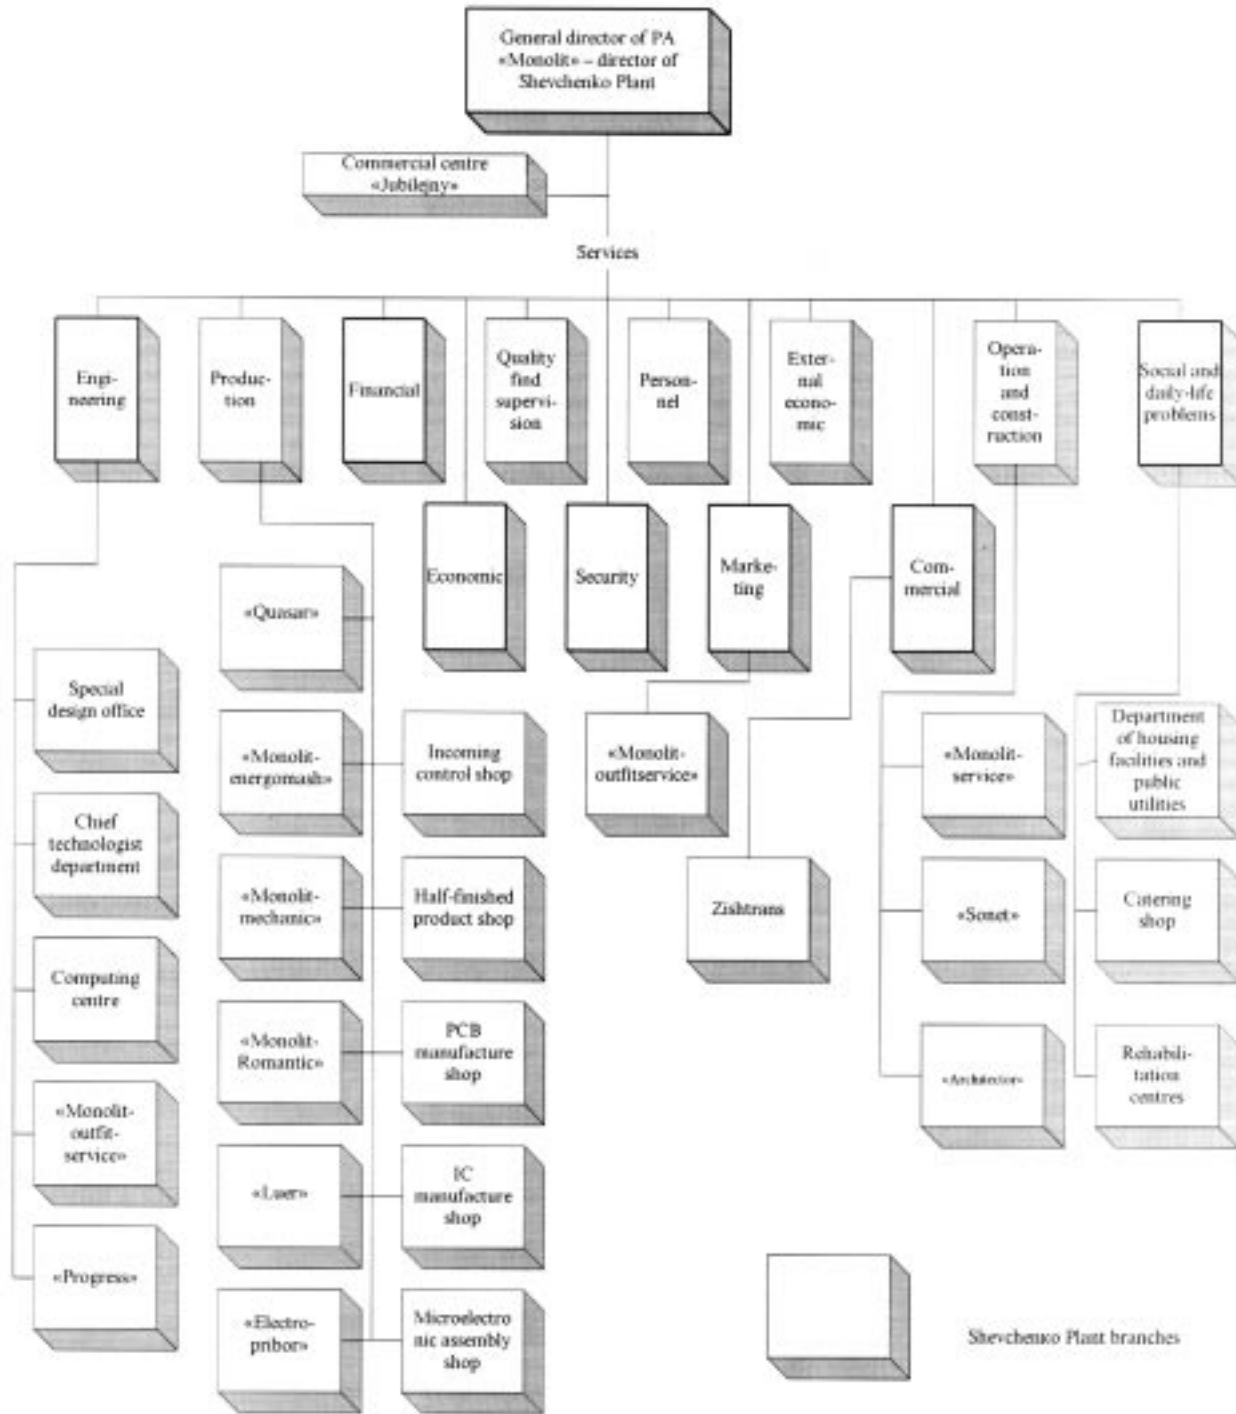 General director of PA
«Monolit» – director of
Shevchenko Plant
Commercial centre
«Jubilejny»
Services
Engi-
neering
Produc-
tion
Financial
Quality
find
supervi-
sion
Person-
nel
Exter-
nal
econo-
mic
Opera-
tion
and
const-
ruction
Social and
daily-life
problems
Economic
Security
Marke-
ting
Com-
mercial
Special
design office
Chief
technologist
department
Computing
centre
«Monolit-
outfit-
service»
«Progress»
«Quasar»
«Monolit-
energomash»
«Monolit-
mechanic»
«Monolit-
Romantic»
«Luer»
«Electro-
pribor»
Incoming
control shop
Half-finished
product shop
PCB
manufacture
shop
IC
manufacture
shop
Microelectro
nic assembly
shop
«Monolit-
outfitservice»
Zishtrans
«Monolit-
service»
«Sonet»
«Architector»
Department
of housing
facilities and
public
utilities
Catering
shop
Rehabili-
tation
centres
Shevchenko Plant branches